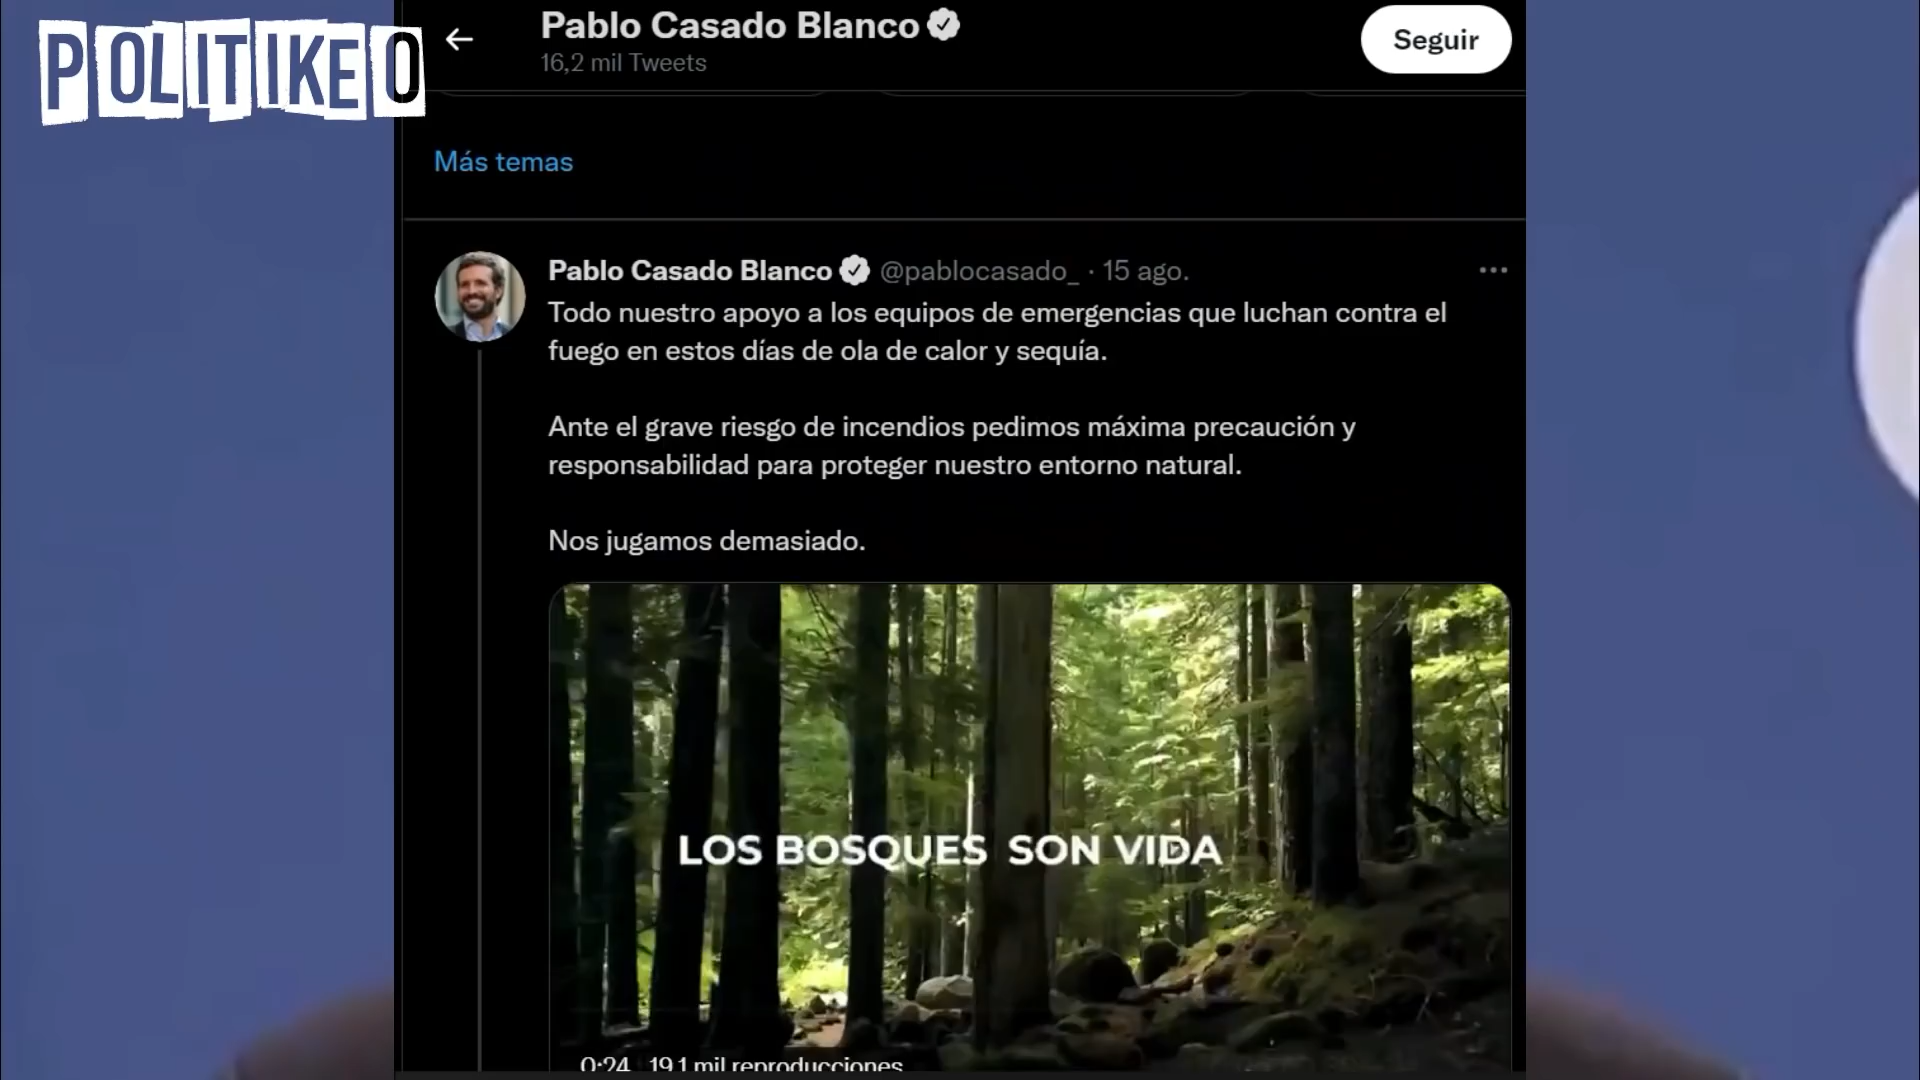 POLITIKEO
Pablo Casado Blanco
16,2 mil Tweets
Seguir
Más temas
Pablo Casado Blanco @pablocasado_ · 15 ago.
Todo nuestro apoyo a los equipos de emergencias que luchan contra el
fuego en estos días de ola de calor y sequía.
Ante el grave riesgo de incendios pedimos máxima precaución y
responsabilidad para proteger nuestro entorno natural.
Nos jugamos demasiado.
LOS BOSQUES SON VIDA
0:24 19,1 mil reproducciones